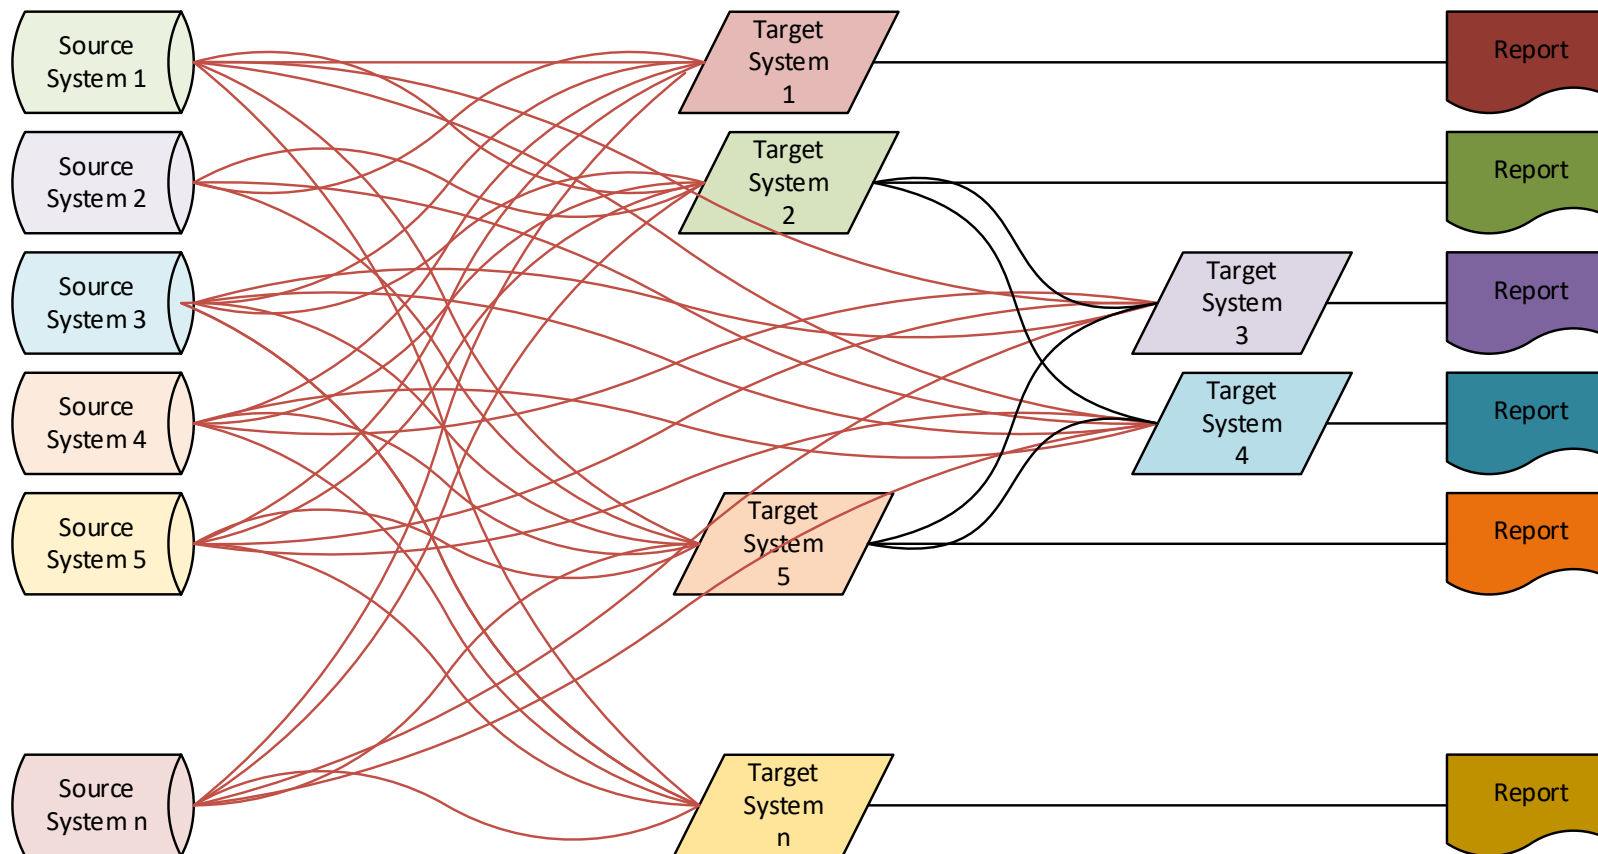 Source
System 1
Target
System
1
Report
Source
System 2
Target
System
2
Report
Source
System 3
Target
System
3
Report
Source
System 4
Target
System
4
Report
Source
System 5
Target
System
5
Report
Source
System n
Target
System
n
Report